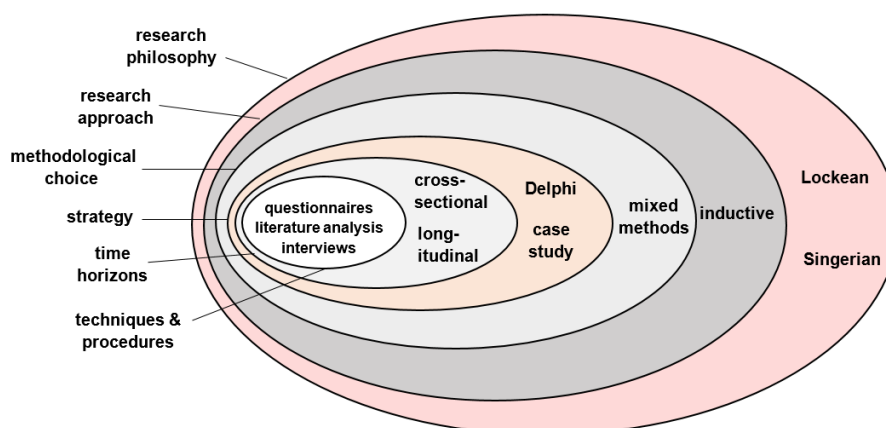 research
philosophy
research
approach
methodological
choice
strategy
time
horizons
techniques &
procedures
questionnaires
literature analysis
interviews
cross-
sectional
long-
itudinal
Delphi
case
study
mixed
methods
inductive
Lockean
Singerian